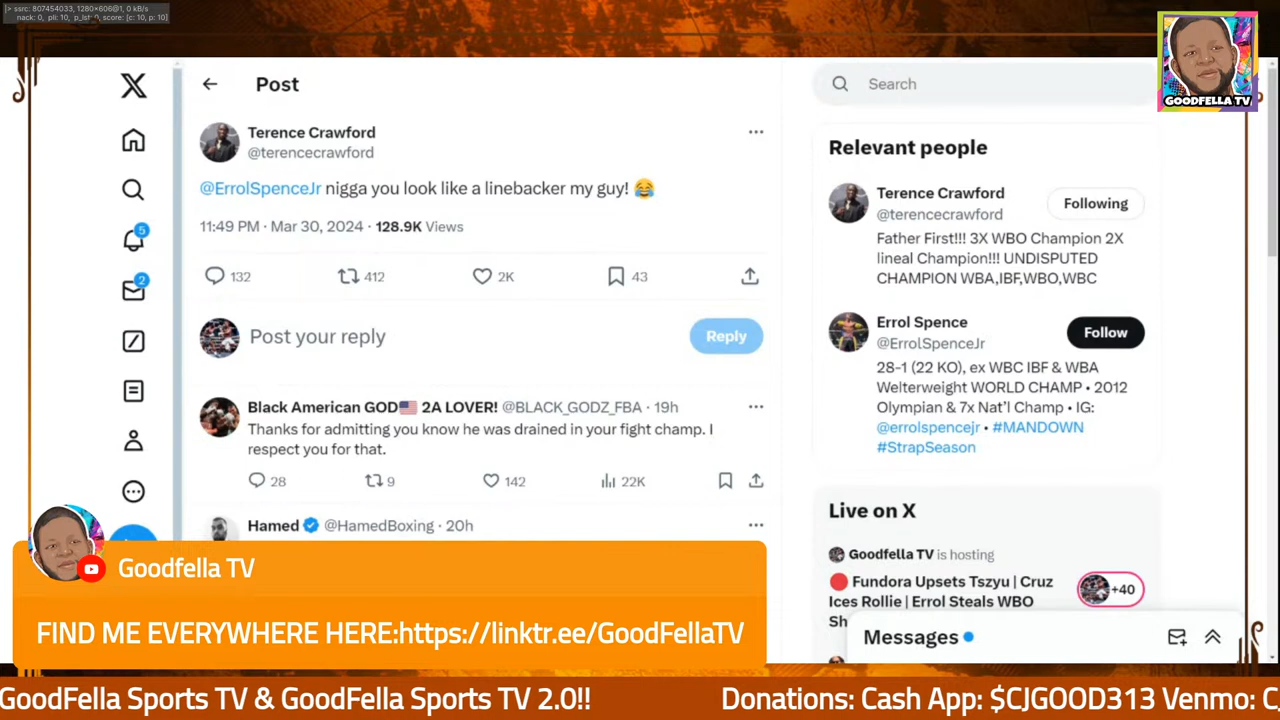 |> ssrc: 807454033, 1280×606@1, 0 kB/s
nack: 0, pli: 10, p_lst: 0, score: [c: 10, p: 10]
GOODFELLA TV
Post
Search
Terence Crawford
@terencecrawford
@ErrolSpenceJr nigga you look like a linebacker my guy! 😂
11:49 PM · Mar 30, 2024 · 128.9K Views
132 412 2K 43
Post your reply
Reply
Black American GOD🇺🇸 2A LOVER! @BLACK_GODZ_FBA · 19h
Thanks for admitting you know he was drained in your fight champ. I
respect you for that.
28 9 142 22K
Hamed @HamedBoxing · 20h
5
2
Relevant people
Terence Crawford
@terencecrawford
Following
Father First!!! 3X WBO Champion 2X
lineal Champion!!! UNDISPUTED
CHAMPION WBA,IBF,WBO,WBC
Errol Spence
@ErrolSpenceJr
Follow
28-1 (22 KO), ex WBC IBF & WBA
Welterweight WORLD CHAMP • 2012
Olympian & 7x Nat'l Champ • IG:
@errolspencejr • #MANDOWN
#StrapSeason
Live on X
Goodfella TV is hosting
🔴 Fundora Upsets Tszyu | Cruz
Ices Rollie | Errol Steals WBO
Sh
+40
Messages
Goodfella TV
FIND ME EVERYWHERE HERE:https://linktr.ee/GoodFellaTV
GoodFella Sports TV & GoodFella Sports TV 2.0!! Donations: Cash App: $CJGOOD313 Venmo: C